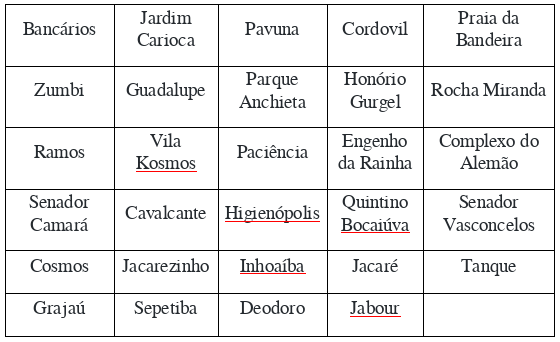 Bancários
Jardim
Carioca
Pavuna
Cordovil
Praia da
Bandeira
Zumbi
Guadalupe
Parque
Anchieta
Honório
Gurgel
Rocha Miranda
Ramos
Vila
Kosmos
Paciência
Engenho
da Rainha
Complexo do
Alemão
Senador
Camará
Cavalcante
Higienópolis
Quintino
Bocaiúva
Senador
Vasconcelos
Cosmos
Jacarezinho
Inhoaíba
Jacaré
Tanque
Grajaú
Sepetiba
Deodoro
Jabour